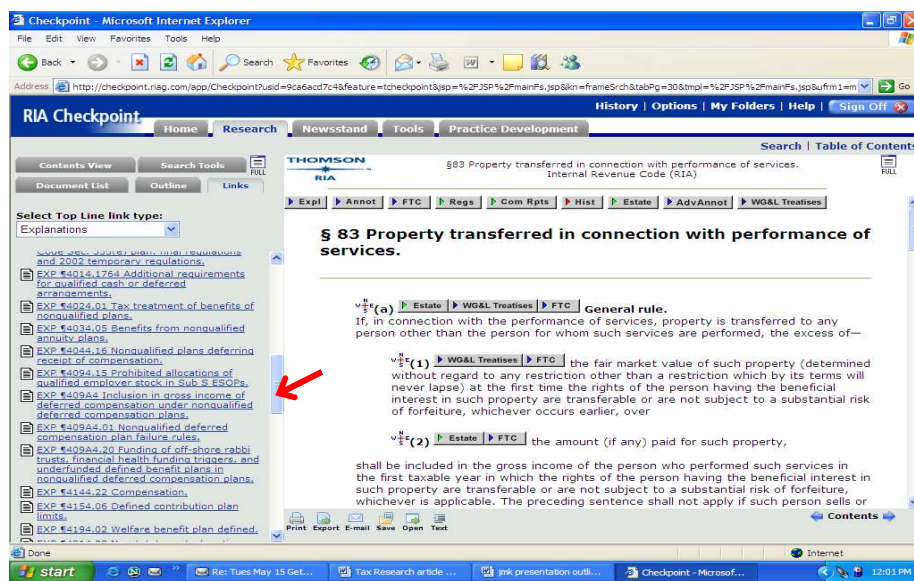 Checkpoint - Microsoft Internet Explorer
File Edit View Favorites Tools Help
Back Search Favorites
Address http://checkpoint.riag.com/app/Checkpoint?usid=9ca6acd7c4&feature=tcheckpoint&jsp=%2FJSP%2FmainFs.jsp&lkn=frameSrch&tabPg=30&tmpl=%2FJSP%2FmainFs.jsp&ufrm1=m Go
RIA Checkpoint
History | Options | My Folders | Help | Sign Off
Home Research Newsstand Tools Practice Development
Search | Table of Contents
Contents View Search Tools FULL
Document List Outline Links
Select Top Line link type:
Explanations
Code Sec. 355(e) plan: final regulations
and 2002 temporary regulations.
EXP ¶4014.1764 Additional requirements
for qualified cash or deferred
arrangements.
EXP ¶4024.01 Tax treatment of benefits of
nonqualified plans.
EXP ¶4034.05 Benefits from nonqualified
annuity plans.
EXP ¶4044.16 Nonqualified plans deferring
receipt of compensation.
EXP ¶4094.15 Prohibited allocations of
qualified employer stock in Sub S ESOPs.
EXP ¶409A4 Inclusion in gross income of
deferred compensation under nonqualified
deferred compensation plans.
EXP ¶409A4.01 Nonqualified deferred
compensation plan failure rules.
EXP ¶409A4.20 Funding of off-shore rabbi
trusts, financial health funding triggers, and
underfunded defined benefit plans in
nonqualified deferred compensation plans.
EXP ¶4144.22 Compensation.
EXP ¶4154.06 Defined contribution plan
limits.
EXP ¶4194.02 Welfare benefit plan defined.
THOMSON
RIA
§83 Property transferred in connection with performance of services.
Internal Revenue Code (RIA)
FULL
Expl Annot FTC Regs Com Rpts Hist Estate AdvAnnot WG&L Treatises
§ 83 Property transferred in connection with performance of
services.
(a) Estate WG&L Treatises FTC General rule.
If, in connection with the performance of services, property is transferred to any
person other than the person for whom such services are performed, the excess of—
(1) WG&L Treatises FTC the fair market value of such property (determined
without regard to any restriction other than a restriction which by its terms will
never lapse) at the first time the rights of the person having the beneficial
interest in such property are transferable or are not subject to a substantial risk
of forfeiture, whichever occurs earlier, over
(2) Estate FTC the amount (if any) paid for such property,
shall be included in the gross income of the person who performed such services in
the first taxable year in which the rights of the person having the beneficial interest in
such property are transferable or are not subject to a substantial risk of forfeiture,
whichever is applicable. The preceding sentence shall not apply if such person sells or
Print Export E-mail Save Open Text
Contents
Done Internet
start Re: Tues May 15 Get... Tax Research article ... jmk presentation outli... Checkpoint - Microsof... 12:01 PM